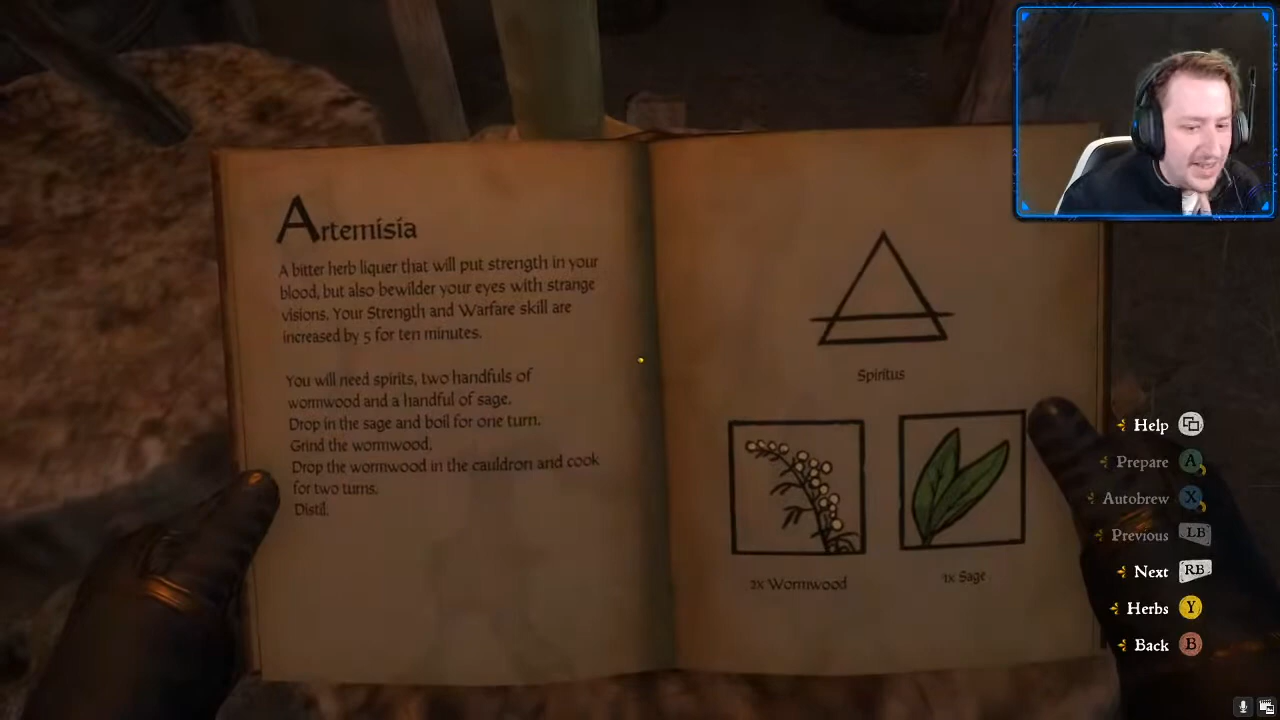 Artemisia
A bitter herb liquer that will put strength in your
blood, but also bewilder your eyes with strange
visions. Your Strength and Warfare skill are
increased by 5 for ten minutes.
You will need spirits, two handfuls of
wormwood and a handful of sage.
Drop in the sage and boil for one turn.
Grind the wormwood.
Drop the wormwood in the cauldron and cook
for two turns.
Distil.
Spiritus
2x Wormwood
1x Sage
Help
Prepare A
Autobrew X
Previous LB
Next RB
Herbs Y
Back B